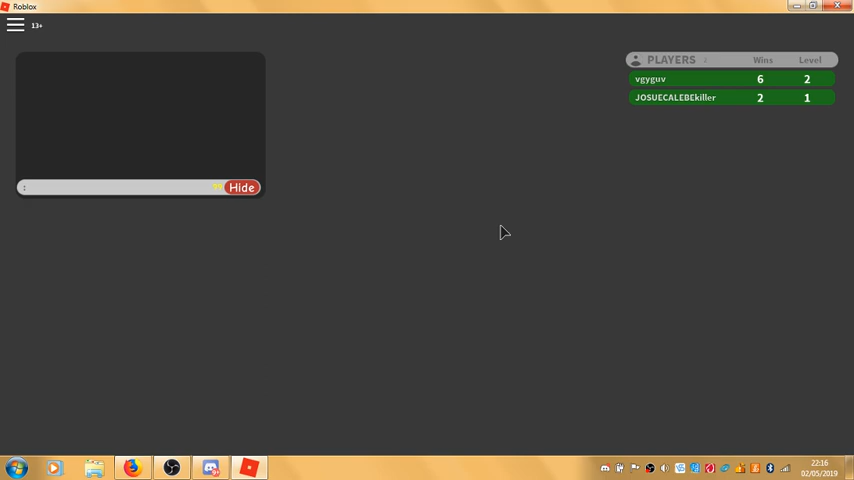 Roblox
13+
PLAYERS Wins Level
vgyguv 6 2
JOSUECALEBEkiller 2 1
: Hide
22:16
02/05/2019